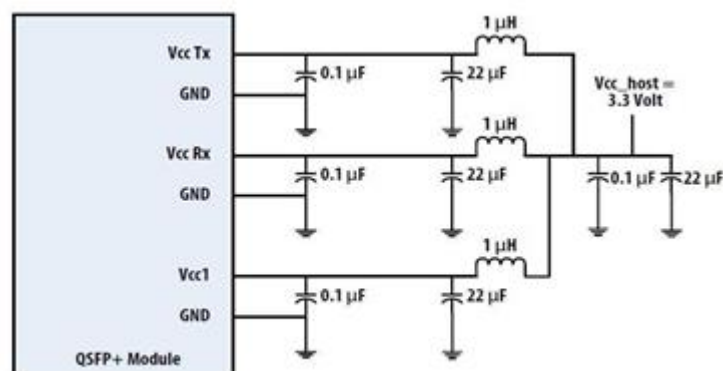 1 µH
Vcc Tx
0.1 µF
22 µF
GND
Vcc_host =
3.3 Volt
1 µH
Vcc Rx
0.1 µF
22 µF
0.1 µF
22 µF
GND
1 µH
Vcc1
0.1 µF
22 µF
GND
QSFP+ Module